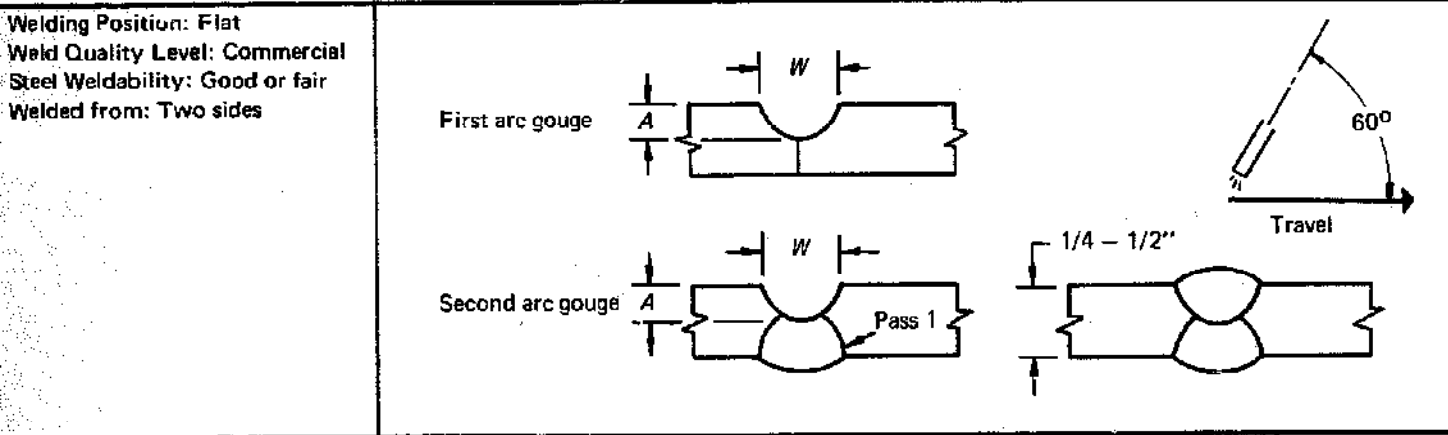 Welding Position: Flat
Weld Quality Level: Commercial
Steel Weldability: Good or fair
Welded from: Two sides
W
First arc gouge
A
60°
Travel
W
1/4 – 1/2"
Second arc gouge
A
Pass 1